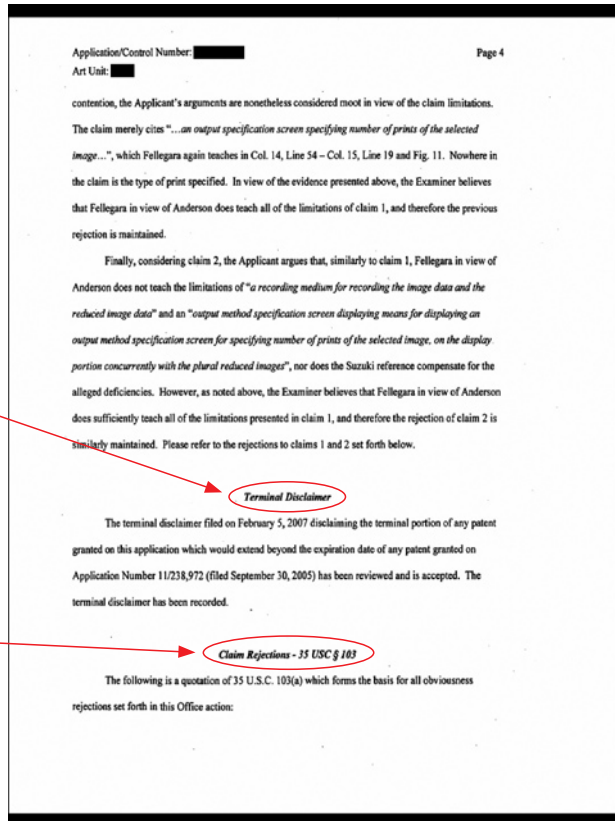 Application/Control Number:
Page 4
Art Unit:
contention, the Applicant's arguments are nonetheless considered moot in view of the claim limitations.
The claim merely cites "…an output specification screen specifying number of prints of the selected
image…", which Fellegara again teaches in Col. 14, Line 54 – Col. 15, Line 19 and Fig. 11. Nowhere in
the claim is the type of print specified. In view of the evidence presented above, the Examiner believes
that Fellegara in view of Anderson does teach all of the limitations of claim 1, and therefore the previous
rejection is maintained.
Finally, considering claim 2, the Applicant argues that, similarly to claim 1, Fellegara in view of
Anderson does not teach the limitations of "a recording medium for recording the image data and the
reduced image data" and an "output method specification screen displaying means for displaying an
output method specification screen for specifying number of prints of the selected image, on the display
portion concurrently with the plural reduced images", nor does the Suzuki reference compensate for the
alleged deficiencies. However, as noted above, the Examiner believes that Fellegara in view of Anderson
does sufficiently teach all of the limitations presented in claim 1, and therefore the rejection of claim 2 is
similarly maintained. Please refer to the rejections to claims 1 and 2 set forth below.
Terminal Disclaimer
The terminal disclaimer filed on February 5, 2007 disclaiming the terminal portion of any patent
granted on this application which would extend beyond the expiration date of any patent granted on
Application Number 11/238,972 (filed September 30, 2005) has been reviewed and is accepted. The
terminal disclaimer has been recorded.
Claim Rejections - 35 USC § 103
The following is a quotation of 35 U.S.C. 103(a) which forms the basis for all obviousness
rejections set forth in this Office action: